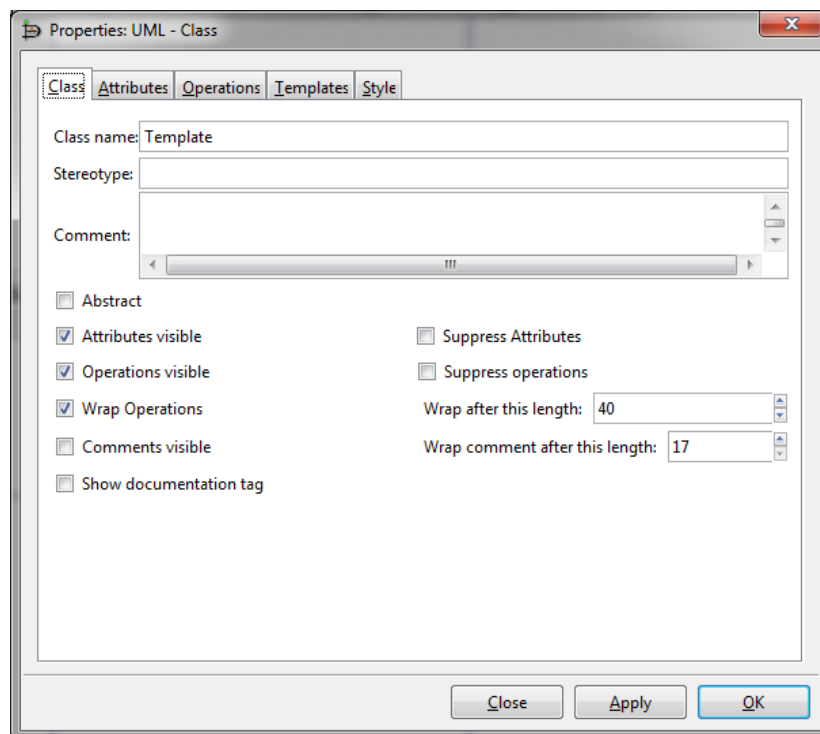 Properties: UML - Class
Class Attributes Operations Templates Style
Class name: Template
Stereotype:
Comment:
Abstract
Attributes visible Suppress Attributes
Operations visible Suppress operations
Wrap Operations Wrap after this length: 40
Comments visible Wrap comment after this length: 17
Show documentation tag
Close Apply OK